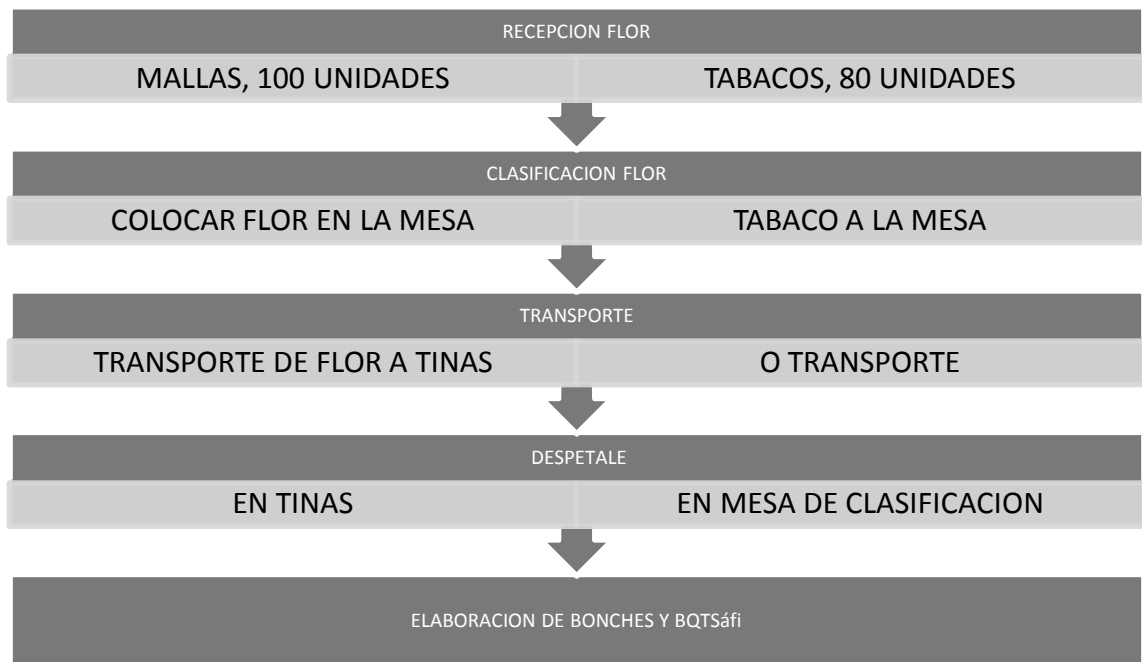 RECEPCION FLOR
MALLAS, 100 UNIDADES
TABACOS, 80 UNIDADES
CLASIFICACION FLOR
COLOCAR FLOR EN LA MESA
TABACO A LA MESA
TRANSPORTE
TRANSPORTE DE FLOR A TINAS
O TRANSPORTE
DESPETALE
EN TINAS
EN MESA DE CLASIFICACION
ELABORACION DE BONCHES Y BQTSáfi